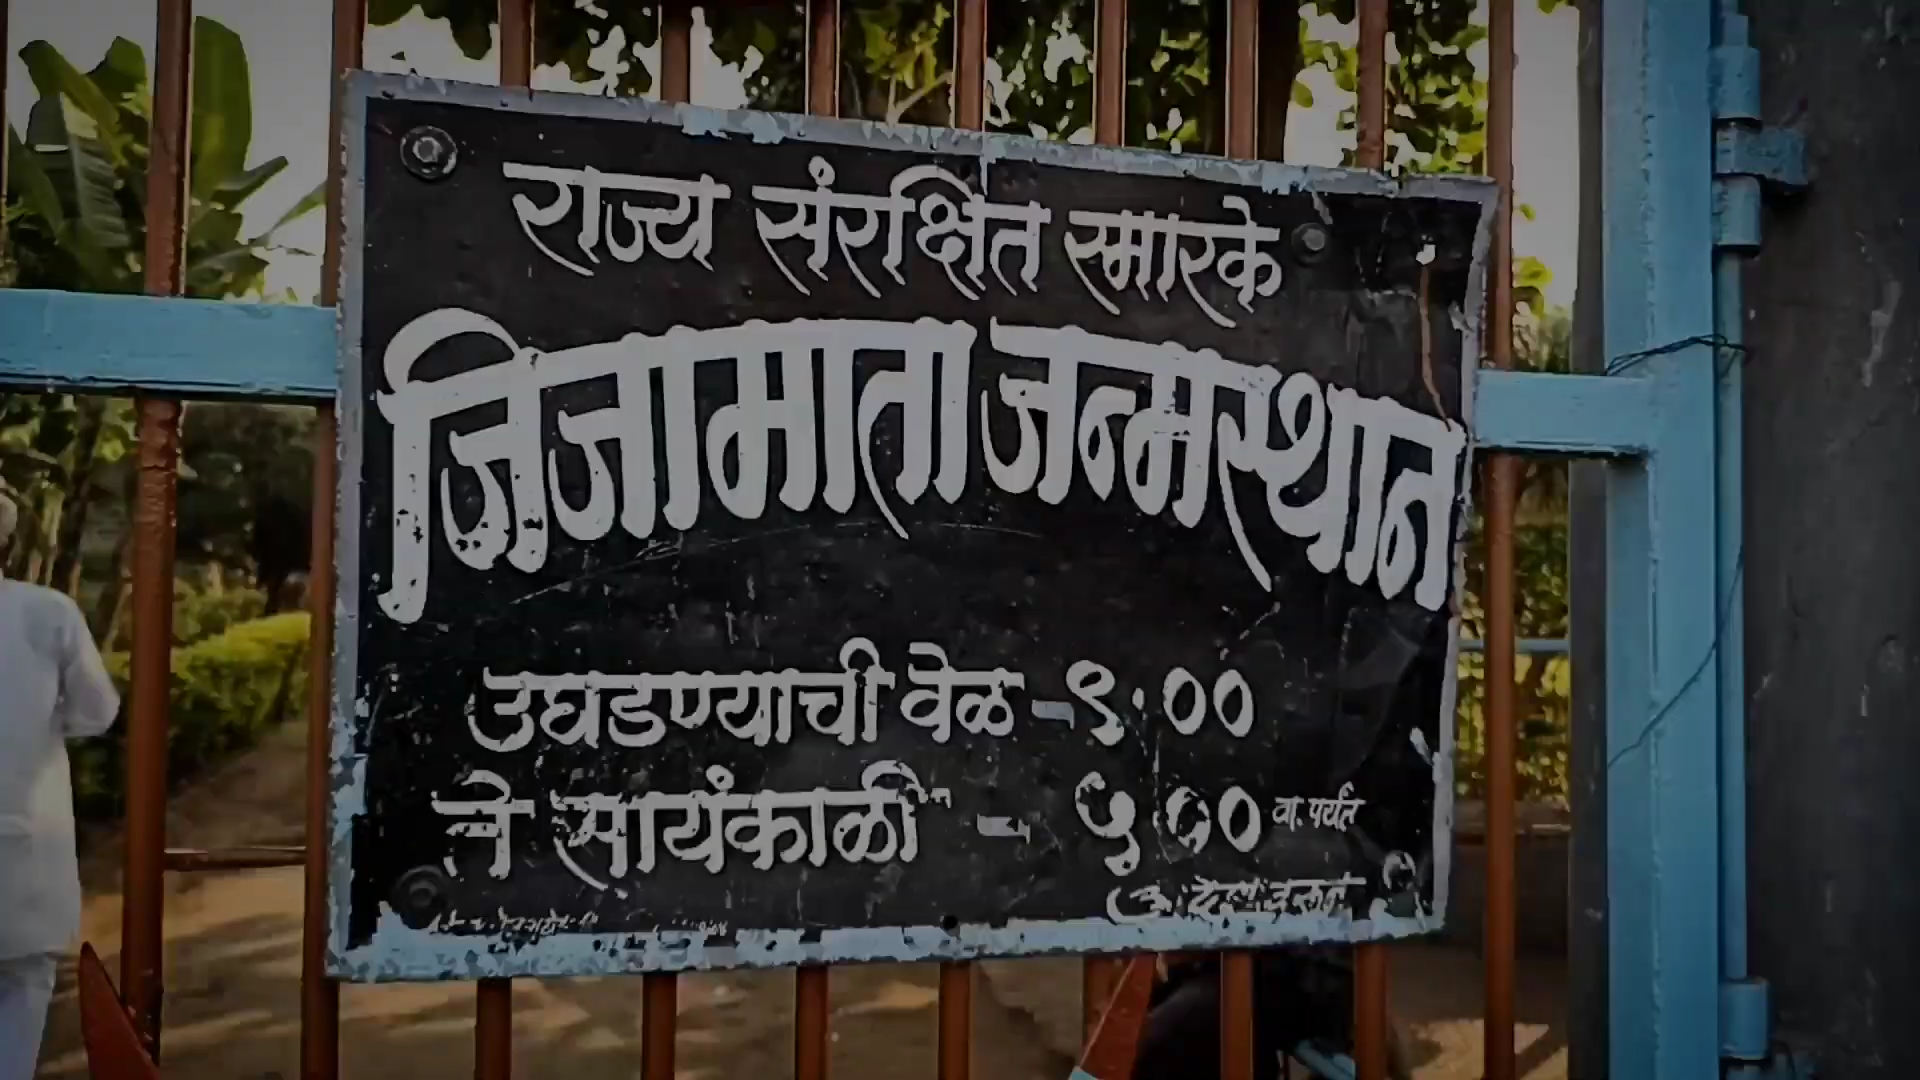 राज्य संरक्षित स्मारके
जिजामाता जन्मस्थान
उघडण्याची वेळ - ९:००
ते सायंकाळी - ५:०० वा. पर्यंत